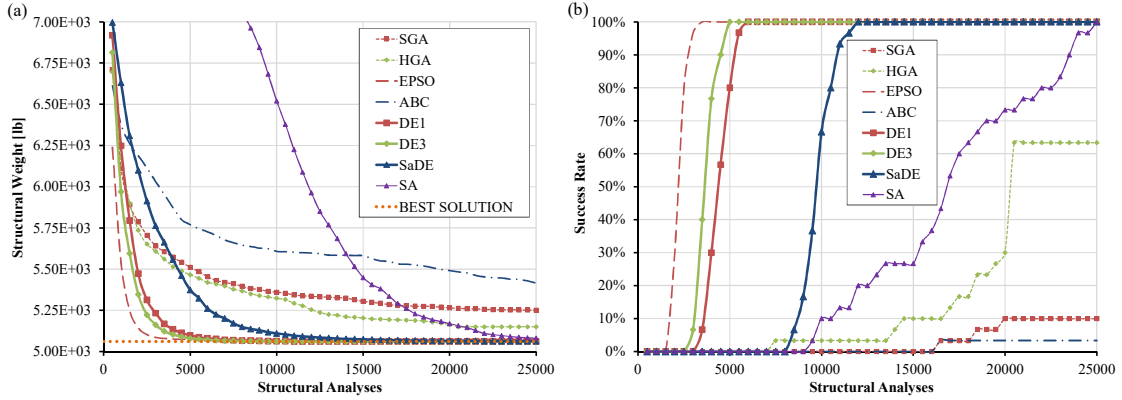 (a)
Structural Weight [lb]
7.00E+03
6.75E+03
6.50E+03
6.25E+03
6.00E+03
5.75E+03
5.50E+03
5.25E+03
5.00E+03
0
5000
10000
15000
20000
25000
Structural Analyses
SGA
HGA
EPSO
ABC
DE1
DE3
SaDE
SA
BEST SOLUTION
(b)
Success Rate
100%
90%
80%
70%
60%
50%
40%
30%
20%
10%
0%
0
5000
10000
15000
20000
25000
Structural Analyses
SGA
HGA
EPSO
ABC
DE1
DE3
SaDE
SA